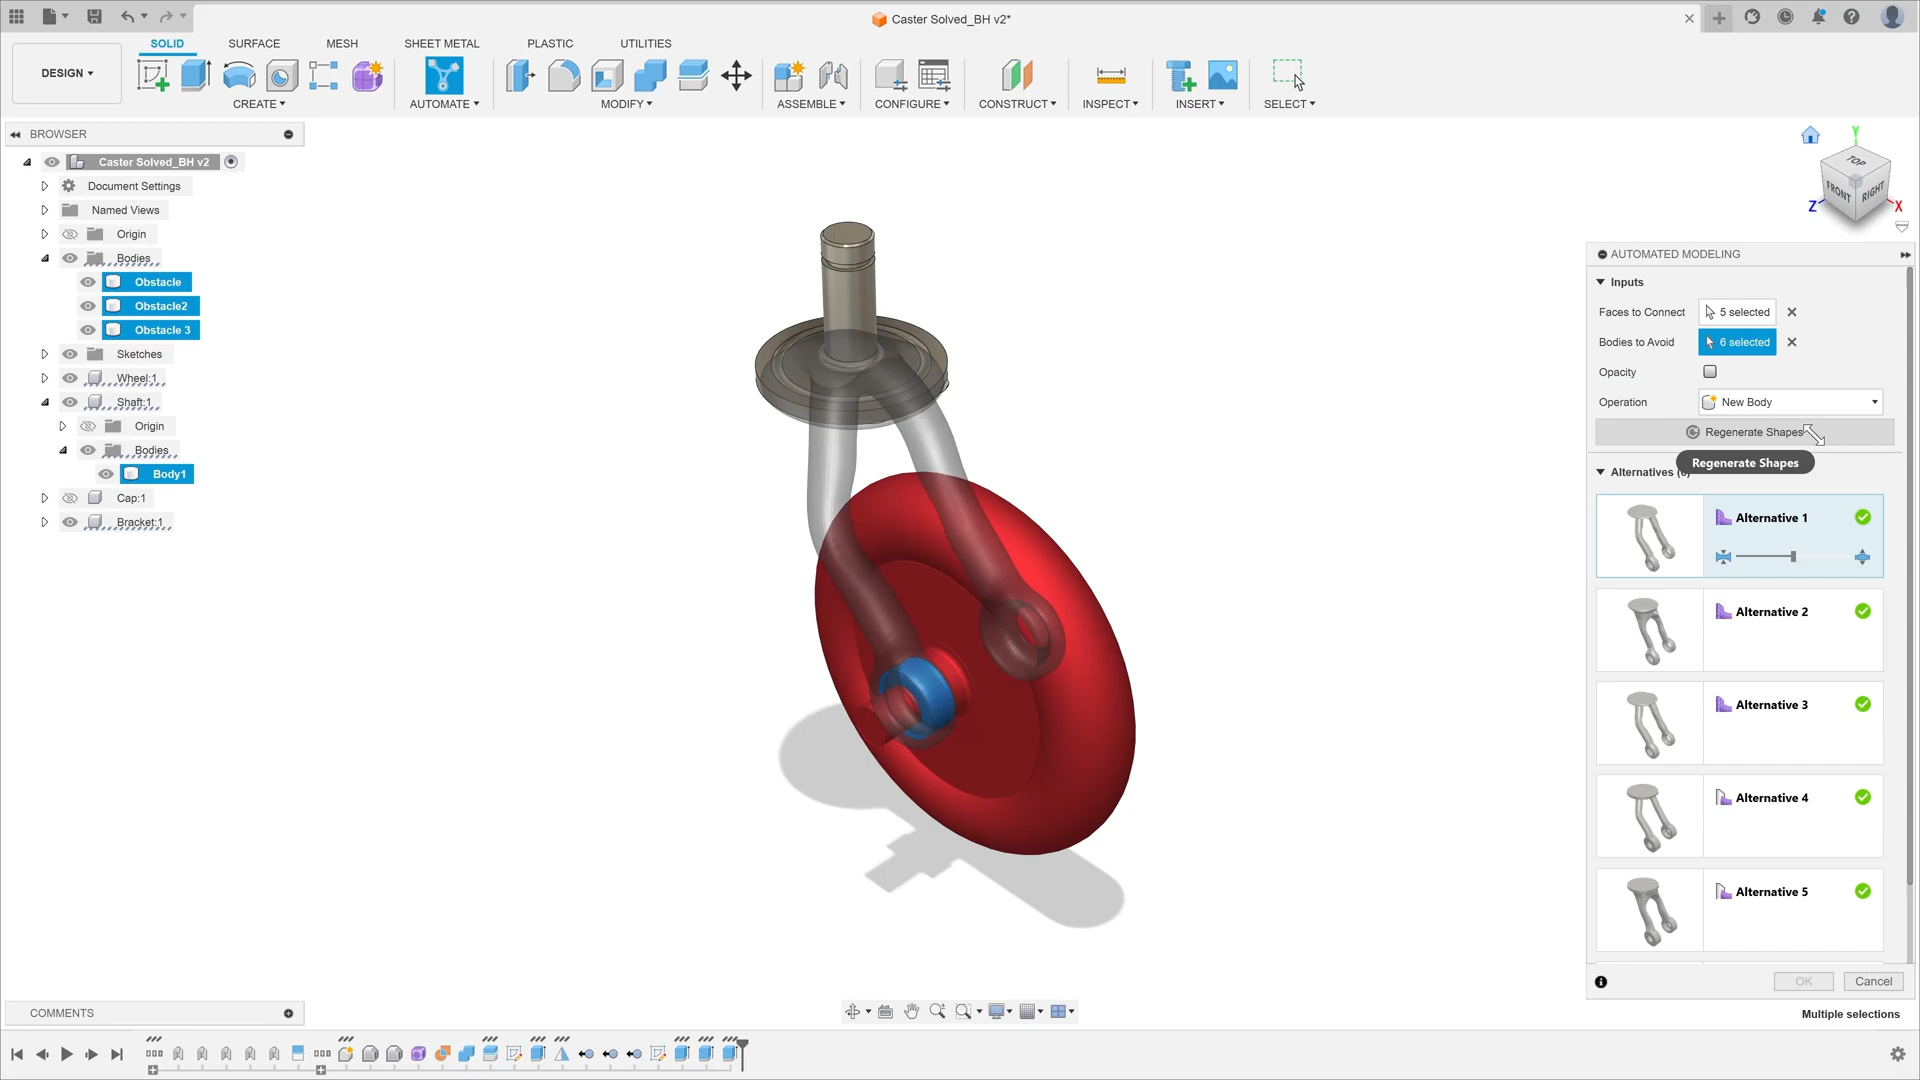 Caster Solved_BH v2*
SOLID SURFACE MESH SHEET METAL PLASTIC UTILITIES
DESIGN
CREATE AUTOMATE MODIFY ASSEMBLE CONFIGURE CONSTRUCT INSPECT INSERT SELECT
BROWSER
Caster Solved_BH v2
Document Settings
Named Views
Origin
Bodies
Obstacle
Obstacle2
Obstacle 3
Sketches
Wheel:1
Shaft:1
Origin
Bodies
Body1
Cap:1
Bracket:1
Y
TOP
FRONT RIGHT
Z X
AUTOMATED MODELING
Inputs
Faces to Connect 5 selected
Bodies to Avoid 6 selected
Opacity
Operation New Body
Regenerate Shapes
Regenerate Shapes
Alternatives
Alternative 1
Alternative 2
Alternative 3
Alternative 4
Alternative 5
OK Cancel
COMMENTS
Multiple selections